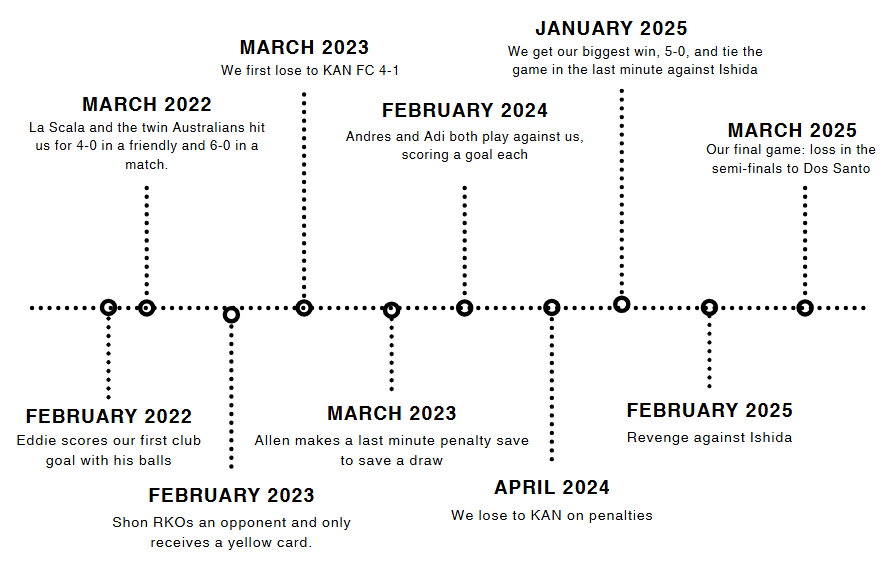 JANUARY 2025
We get our biggest win, 5-0, and tie the
game in the last minute against Ishida
MARCH 2023
We first lose to KAN FC 4-1
MARCH 2022
La Scala and the twin Australians hit
us for 4-0 in a friendly and 6-0 in a
match.
FEBRUARY 2024
Andres and Adi both play against us,
scoring a goal each
MARCH 2025
Our final game: loss in the
semi-finals to Dos Santo
FEBRUARY 2022
Eddie scores our first club
goal with his balls
MARCH 2023
Allen makes a last minute penalty save
to save a draw
FEBRUARY 2025
Revenge against Ishida
FEBRUARY 2023
Shon RKOs an opponent and only
receives a yellow card.
APRIL 2024
We lose to KAN on penalties